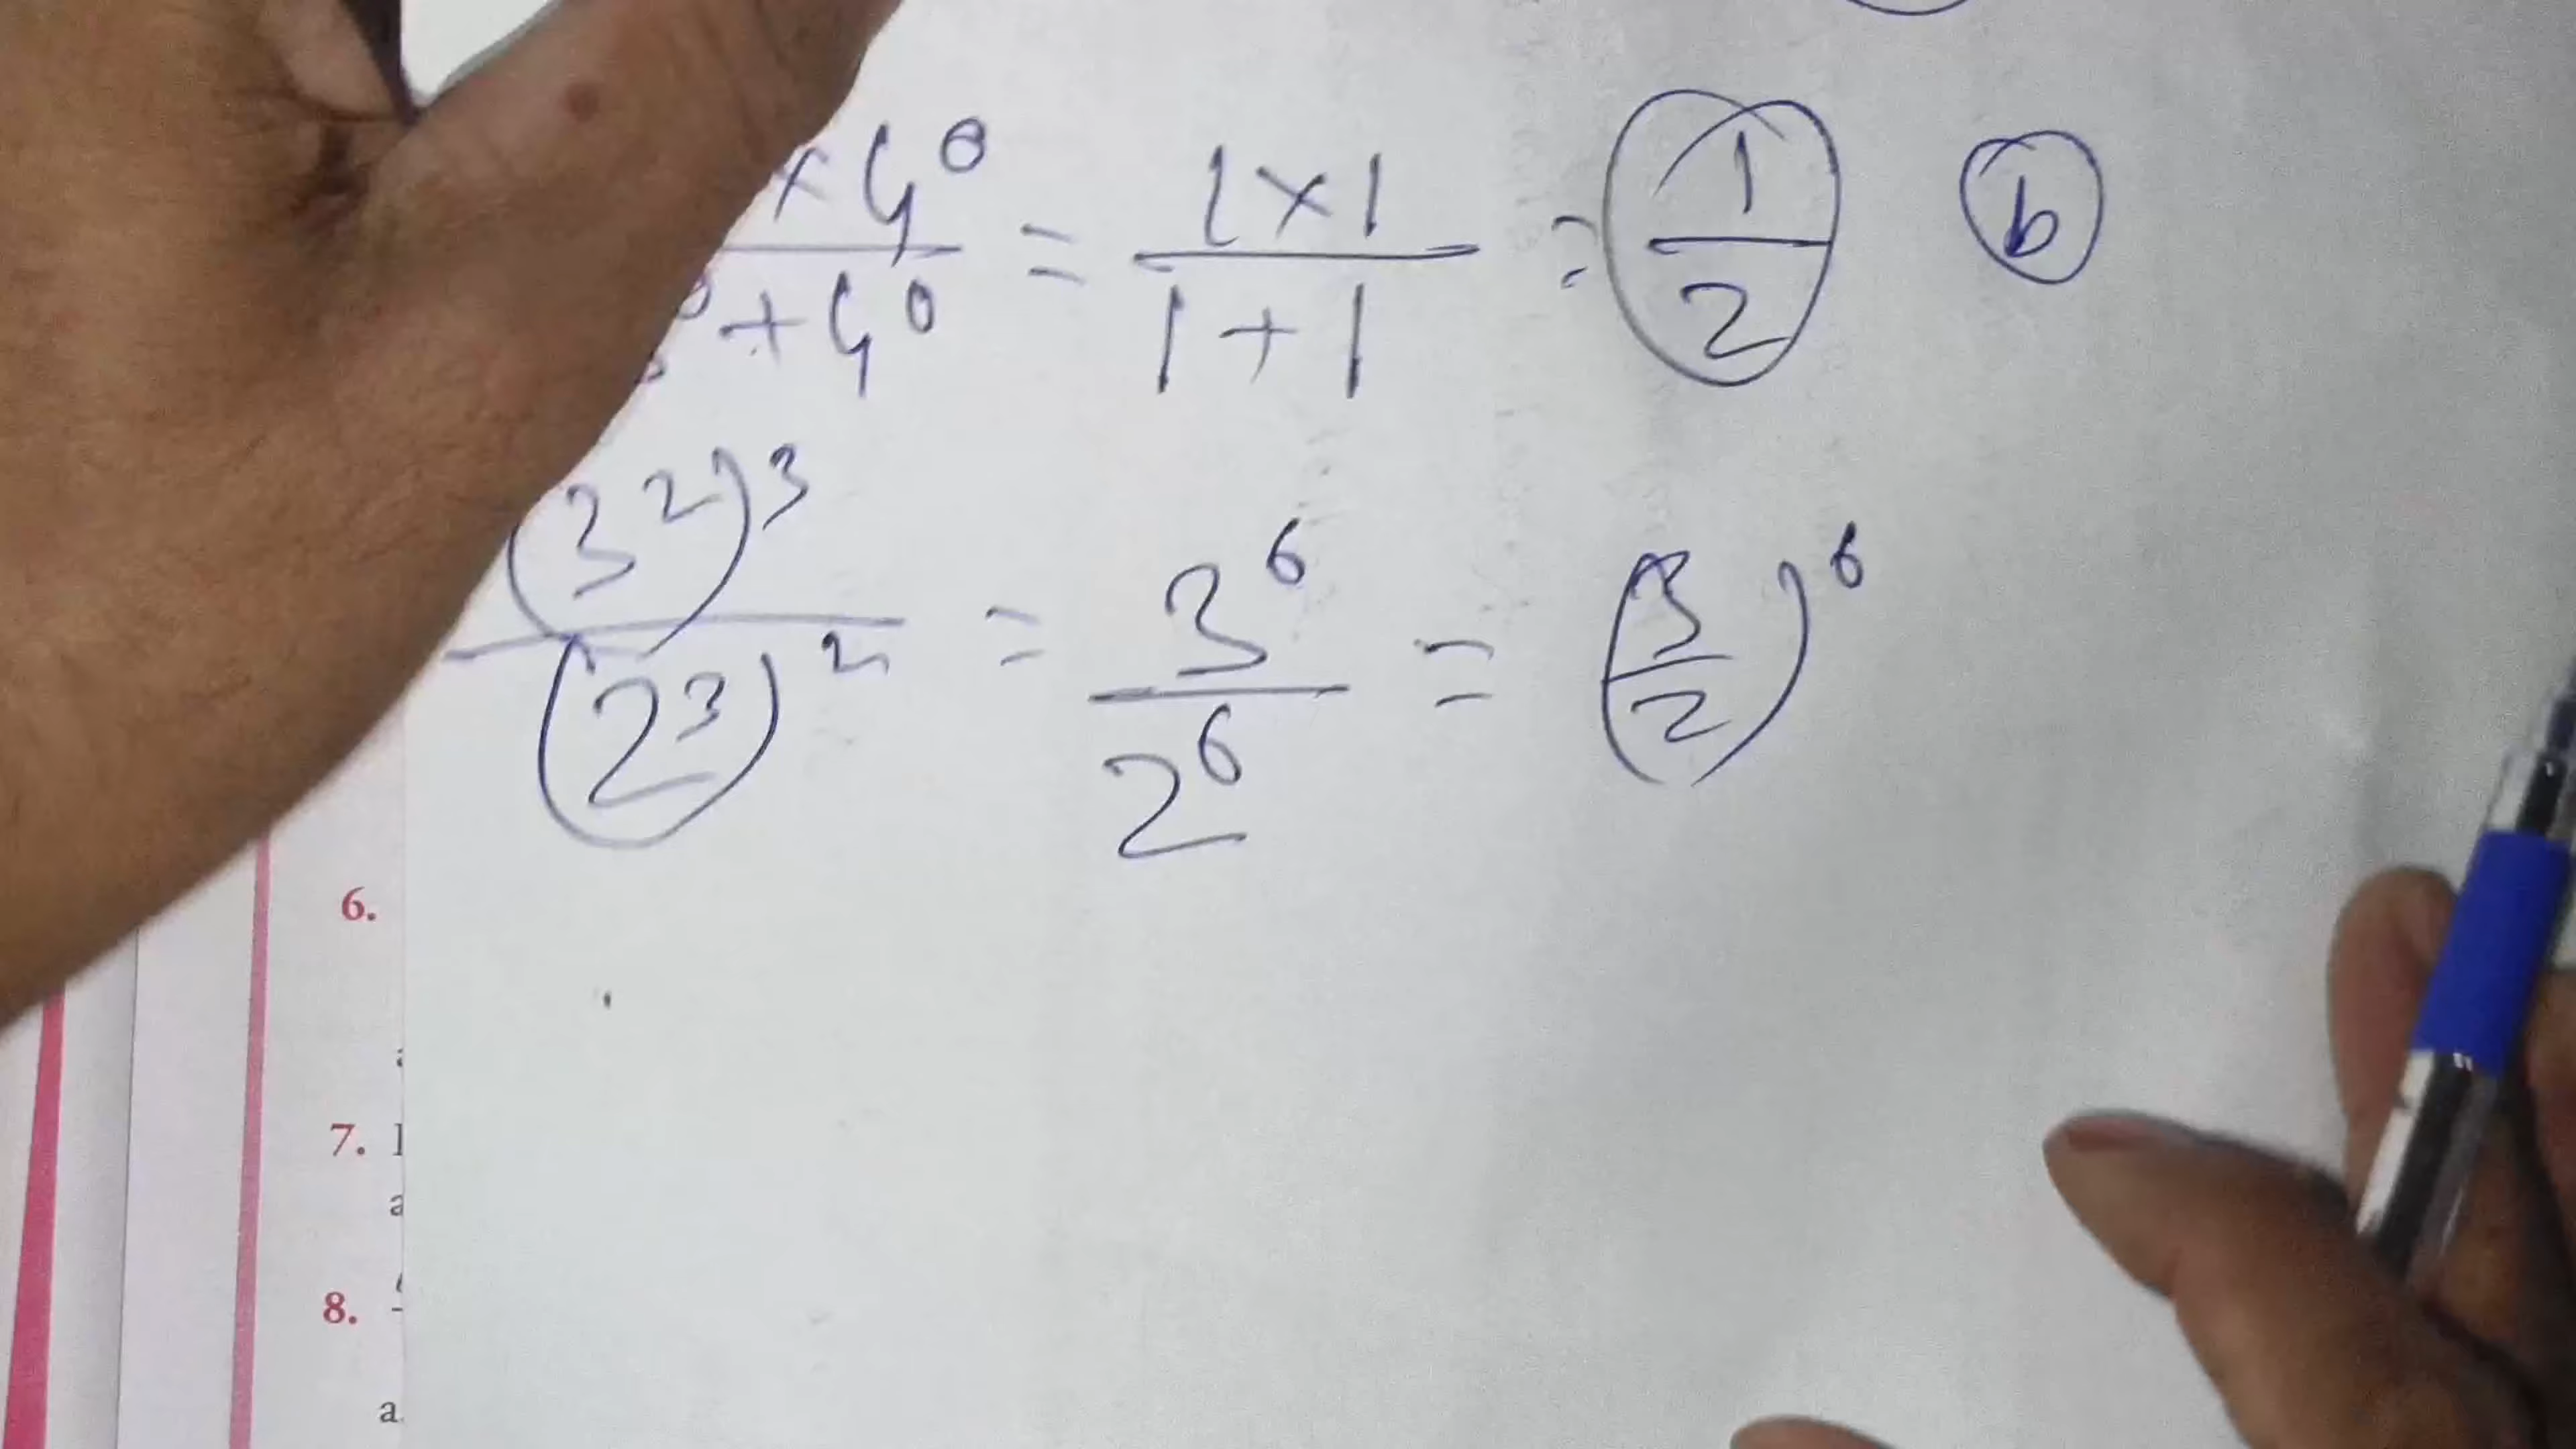 × 4⁰ / ⁰ + 4⁰ = 1 × 1 / 1 + 1 = 1/2 (b)
(3²)³ / (2³)² = 3⁶ / 2⁶ = (3/2)⁶
6.
7.
a
8.
a.